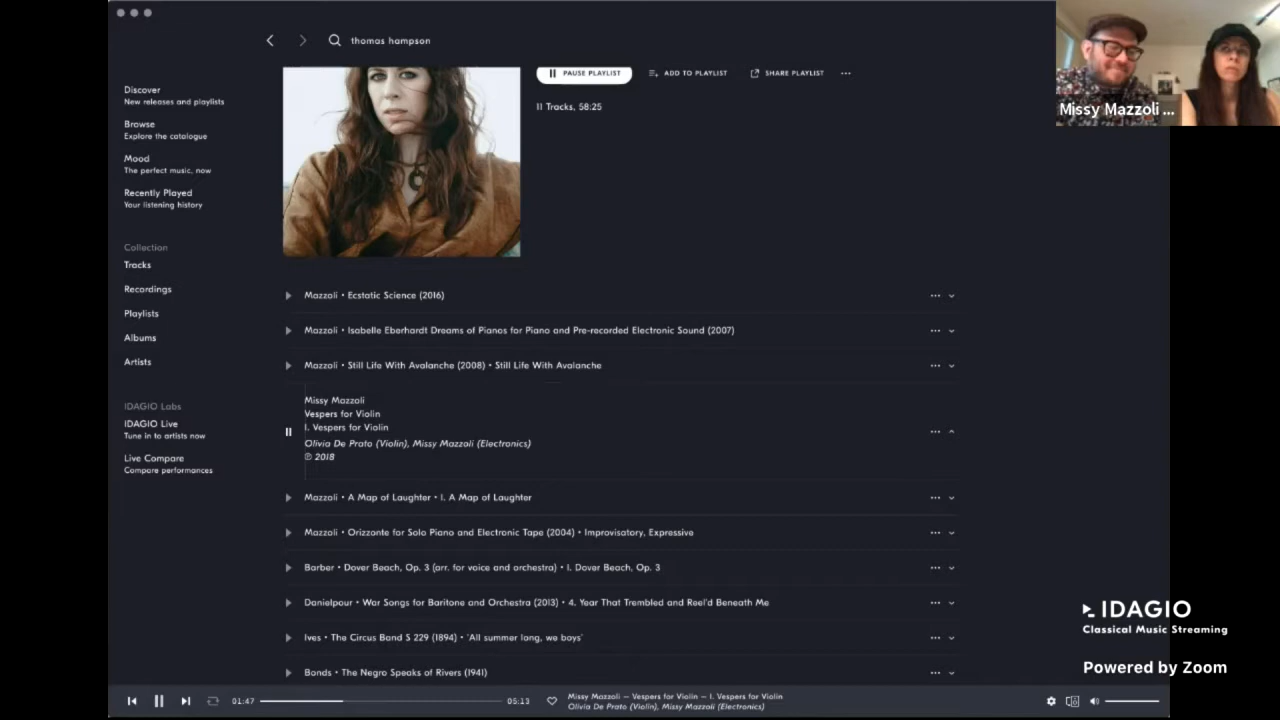 thomas hampson
PAUSE PLAYLIST
ADD TO PLAYLIST
SHARE PLAYLIST
11 Tracks, 58:25
Missy Mazzoli ...
Discover
New releases and playlists
Browse
Explore the catalogue
Mood
The perfect music, now
Recently Played
Your listening history
Collection
Tracks
Recordings
Playlists
Albums
Artists
IDAGIO Labs
IDAGIO Live
Tune in to artists now
Live Compare
Compare performances
Mazzoli • Ecstatic Science (2016)
Mazzoli • Isabelle Eberhardt Dreams of Pianos for Piano and Pre-recorded Electronic Sound (2007)
Mazzoli • Still Life With Avalanche (2008) • Still Life With Avalanche
Missy Mazzoli
Vespers for Violin
I. Vespers for Violin
Olivia De Prato (Violin), Missy Mazzoli (Electronics)
℗ 2018
Mazzoli • A Map of Laughter • I. A Map of Laughter
Mazzoli • Orizzonte for Solo Piano and Electronic Tape (2004) • Improvisatory, Expressive
Barber • Dover Beach, Op. 3 (arr. for voice and orchestra) • I. Dover Beach, Op. 3
Danielpour • War Songs for Baritone and Orchestra (2013) • 4. Year That Trembled and Reel'd Beneath Me
Ives • The Circus Band S 229 (1894) • 'All summer long, we boys'
Bonds • The Negro Speaks of Rivers (1941)
IDAGIO
Classical Music Streaming
Powered by Zoom
01:47
05:13
Missy Mazzoli – Vespers for Violin – I. Vespers for Violin
Olivia De Prato (Violin), Missy Mazzoli (Electronics)